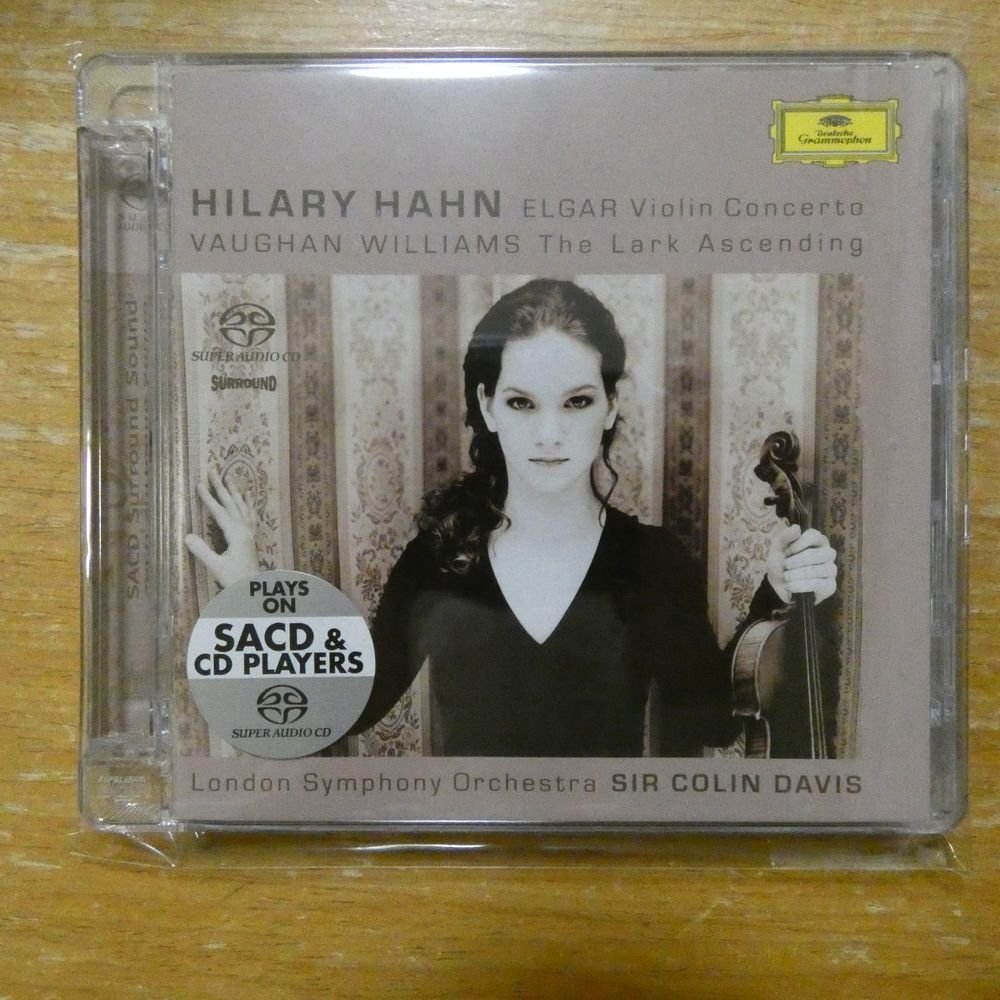 Deutsche
Grammophon
HILARY HAHN ELGAR Violin Concerto
VAUGHAN WILLIAMS The Lark Ascending
SUPER AUDIO CD
SURROUND
SACD Surround Sound
PLAYS
ON
SACD &
CD PLAYERS
SUPER AUDIO CD
London Symphony Orchestra SIR COLIN DAVIS